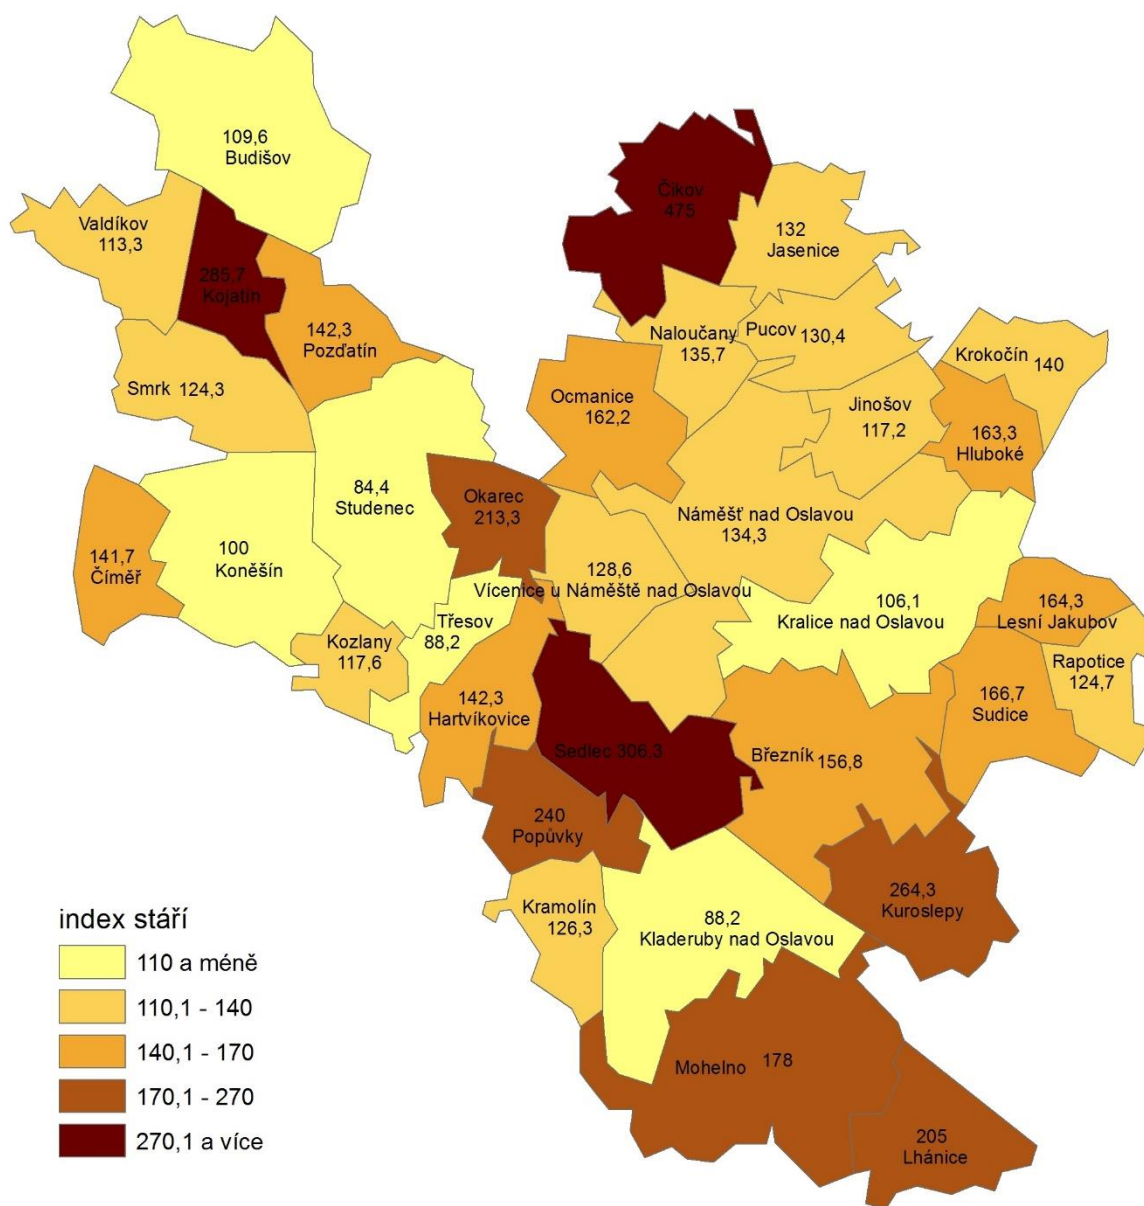 109,6
Budišov
Valdíkov
113,3
285,7
Kojatín
142,3
Pozďatín
Smrk 124,3
Čikov
475
132
Jasenice
Naloučany
135,7
Pucov
130,4
Krokočín
140
Ocmanice
162,2
Jinošov
117,2
163,3
Hluboké
84,4
Studenec
Okarec
213,3
Náměšť nad Oslavou
134,3
100
Koněšín
141,7
Číměř
128,6
Vícenice u Náměště nad Oslavou
106,1
Kralice nad Oslavou
164,3
Lesní Jakubov
Třesov
88,2
Kozlany
117,6
Rapotice
124,7
166,7
Sudice
142,3
Hartvíkovice
Sedlec 306,3
Březník
156,8
240
Popůvky
264,3
Kuroslepy
Kramolín
126,3
88,2
Kladeruby nad Oslavou
Mohelno
178
205
Lhánice
index stáří
110 a méně
110,1 - 140
140,1 - 170
170,1 - 270
270,1 a více